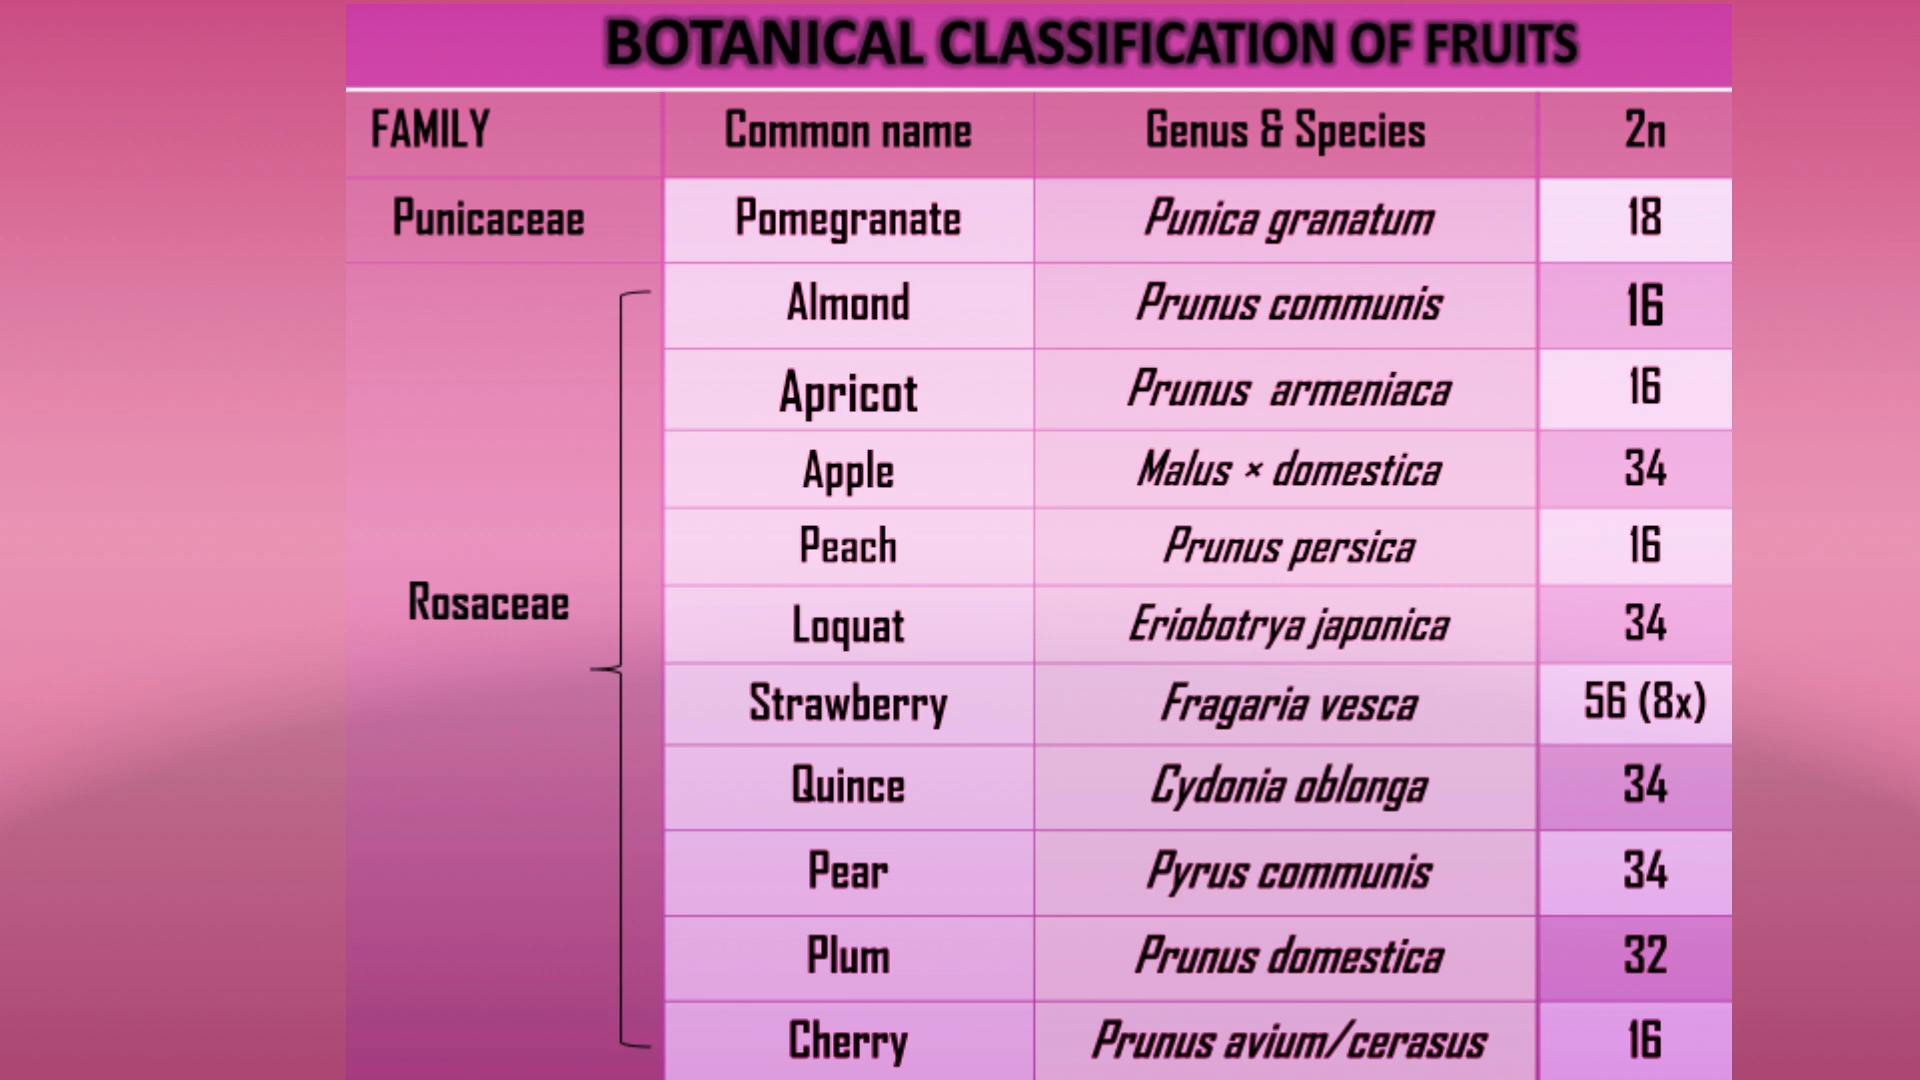 BOTANICAL CLASSIFICATION OF FRUITS
FAMILY Common name Genus & Species 2n
Punicaceae Pomegranate Punica granatum 18
Almond Prunus communis 16
Apricot Prunus armeniaca 16
Apple Malus × domestica 34
Peach Prunus persica 16
Rosaceae
Loquat Eriobotrya japonica 34
Strawberry Fragaria vesca 56 (8x)
Quince Cydonia oblonga 34
Pear Pyrus communis 34
Plum Prunus domestica 32
Cherry Prunus avium/cerasus 16